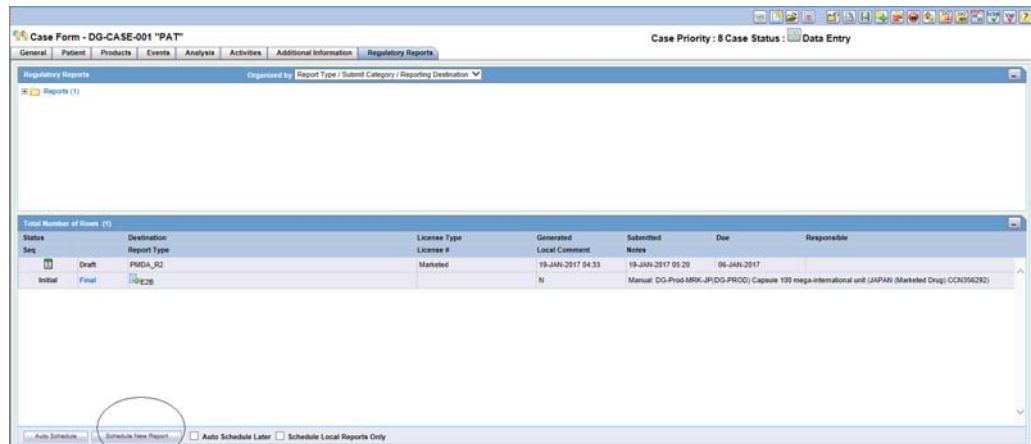 Case Form - DG-CASE-001 "PAT"
Case Priority : 8 Case Status : Data Entry
General Patient Products Events Analysis Activities Additional Information Regulatory Reports
Regulatory Reports Organized by Report Type / Submit Category / Reporting Destination
Reports (1)
Total Number of Rows (1)
Status Destination License Type Generated Submitted Due Responsible
Seq Report Type License # Local Comment Notes
Draft PMDA_R2 Marketed 19-JAN-2017 04:33 19-JAN-2017 05:20 06-JAN-2017
Initial Final E2B N Manual: DG-Prod-MRK-JP(DG-PROD) Capsule 100 mega-international unit (JAPAN (Marketed Drug) CCN356292)
Auto Schedule Schedule New Report Auto Schedule Later Schedule Local Reports Only